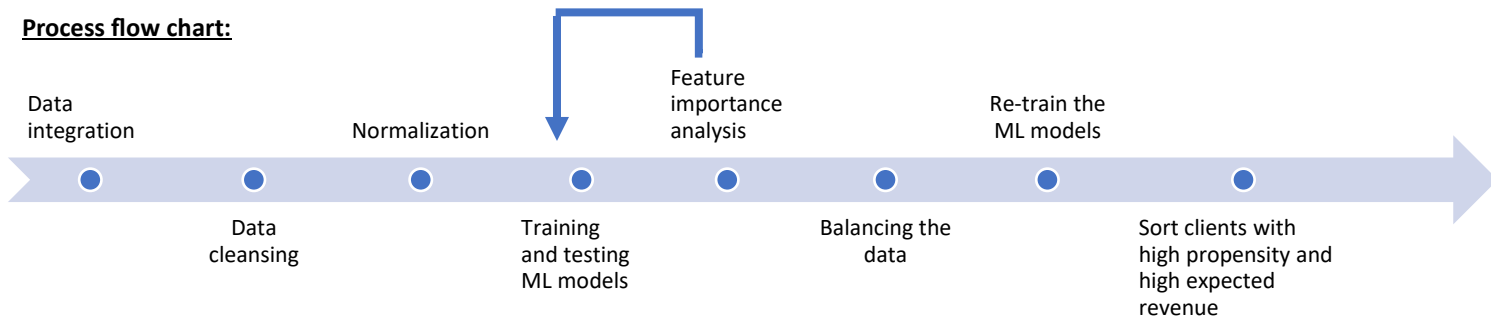 Process flow chart:
Data
integration
Data
cleansing
Normalization
Training
and testing
ML models
Feature
importance
analysis
Balancing the
data
Re-train the
ML models
Sort clients with
high propensity and
high expected
revenue